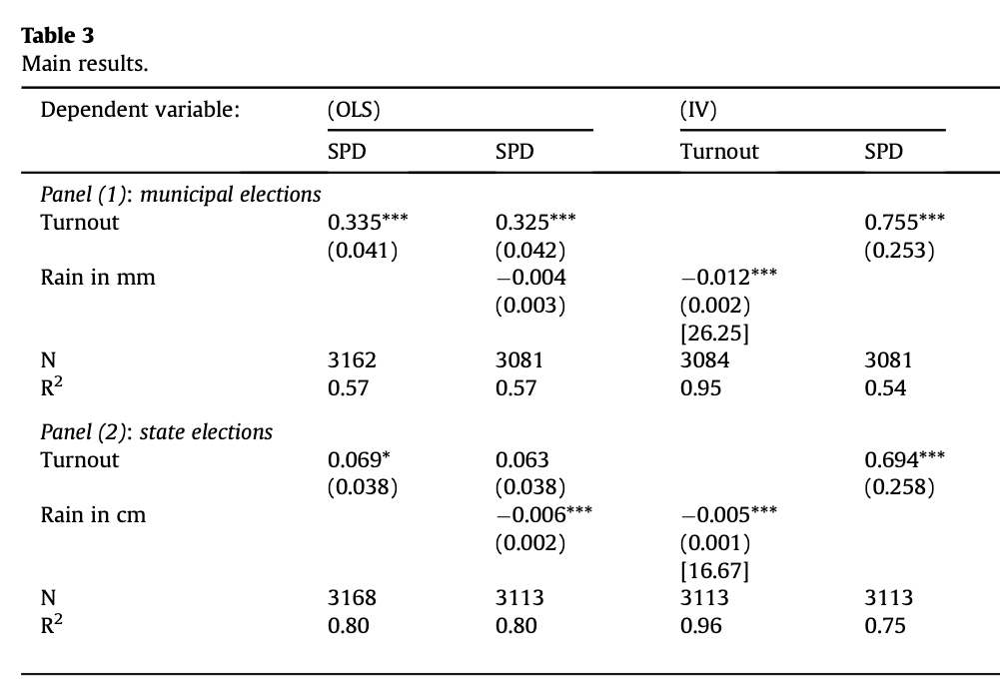 Table 3
Main results.
Dependent variable: (OLS) (IV)
SPD SPD Turnout SPD
Panel (1): municipal elections
Turnout 0.335*** 0.325*** 0.755***
(0.041) (0.042) (0.253)
Rain in mm −0.004 −0.012***
(0.003) (0.002)
[26.25]
N 3162 3081 3084 3081
R² 0.57 0.57 0.95 0.54
Panel (2): state elections
Turnout 0.069* 0.063 0.694***
(0.038) (0.038) (0.258)
Rain in cm −0.006*** −0.005***
(0.002) (0.001)
[16.67]
N 3168 3113 3113 3113
R² 0.80 0.80 0.96 0.75